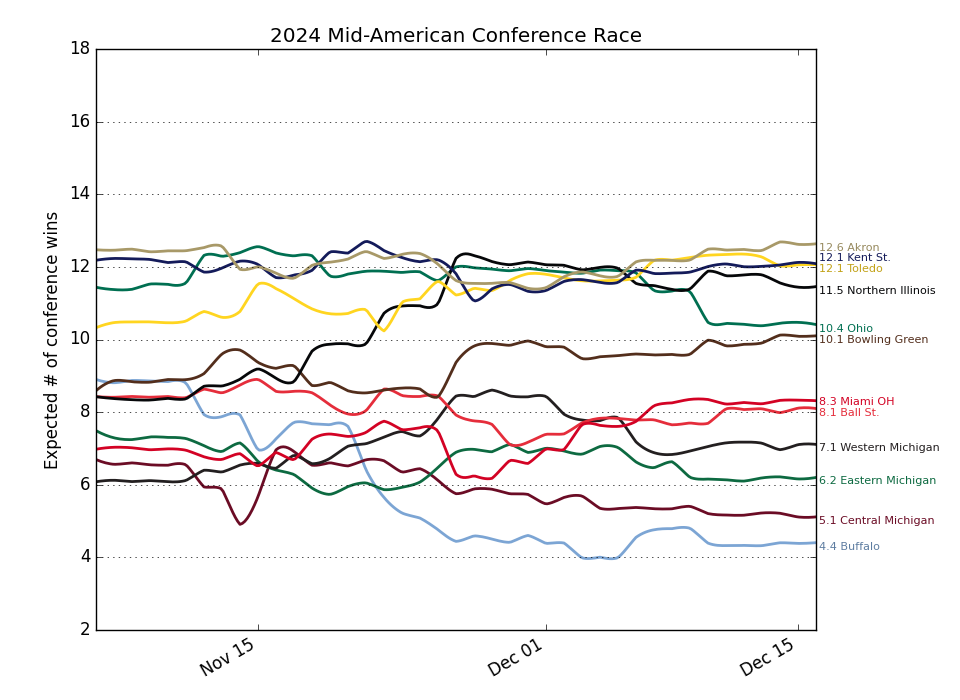 2024 Mid-American Conference Race
Expected # of conference wins
18
16
14
12
10
8
6
4
2
Nov 15
Dec 01
Dec 15
12.6 Akron
12.1 Kent St.
12.1 Toledo
11.5 Northern Illinois
10.4 Ohio
10.1 Bowling Green
8.3 Miami OH
8.1 Ball St.
7.1 Western Michigan
6.2 Eastern Michigan
5.1 Central Michigan
4.4 Buffalo